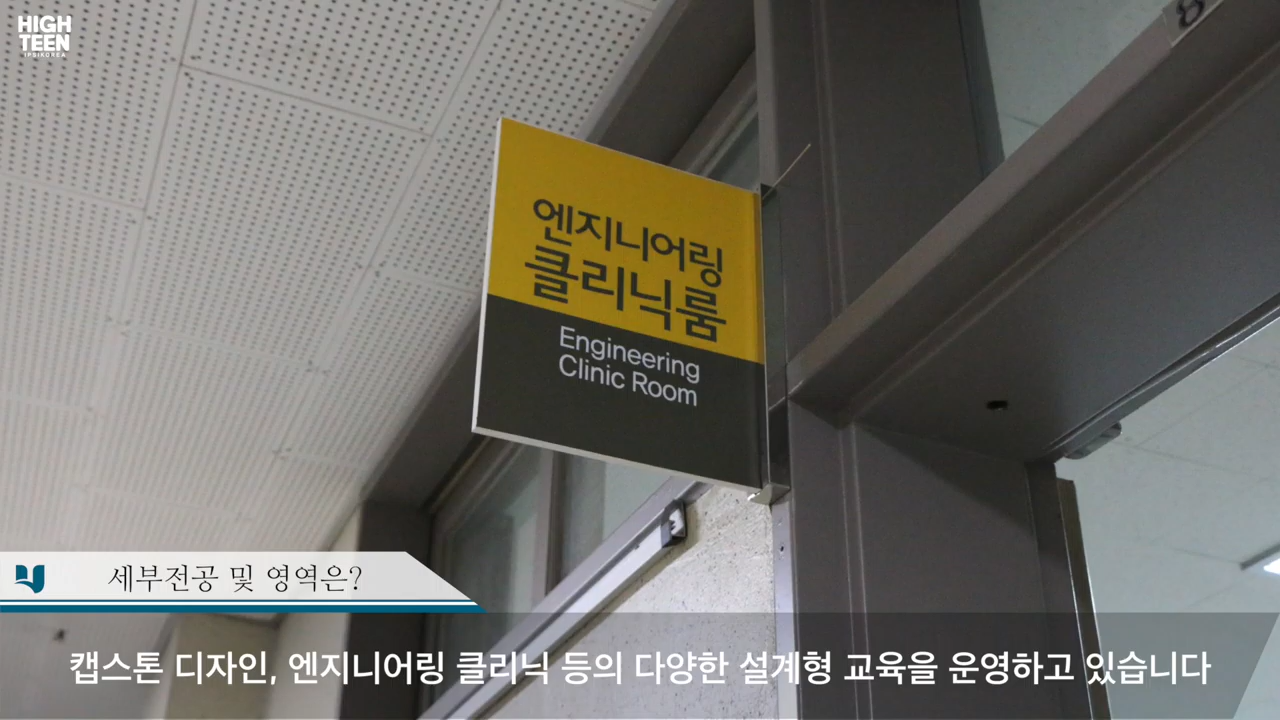 HIGH
TEEN
IPSIKOREA
8
엔지니어링
클리닉룸
Engineering
Clinic Room
세부전공 및 영역은?
캡스톤 디자인, 엔지니어링 클리닉 등의 다양한 설계형 교육을 운영하고 있습니다